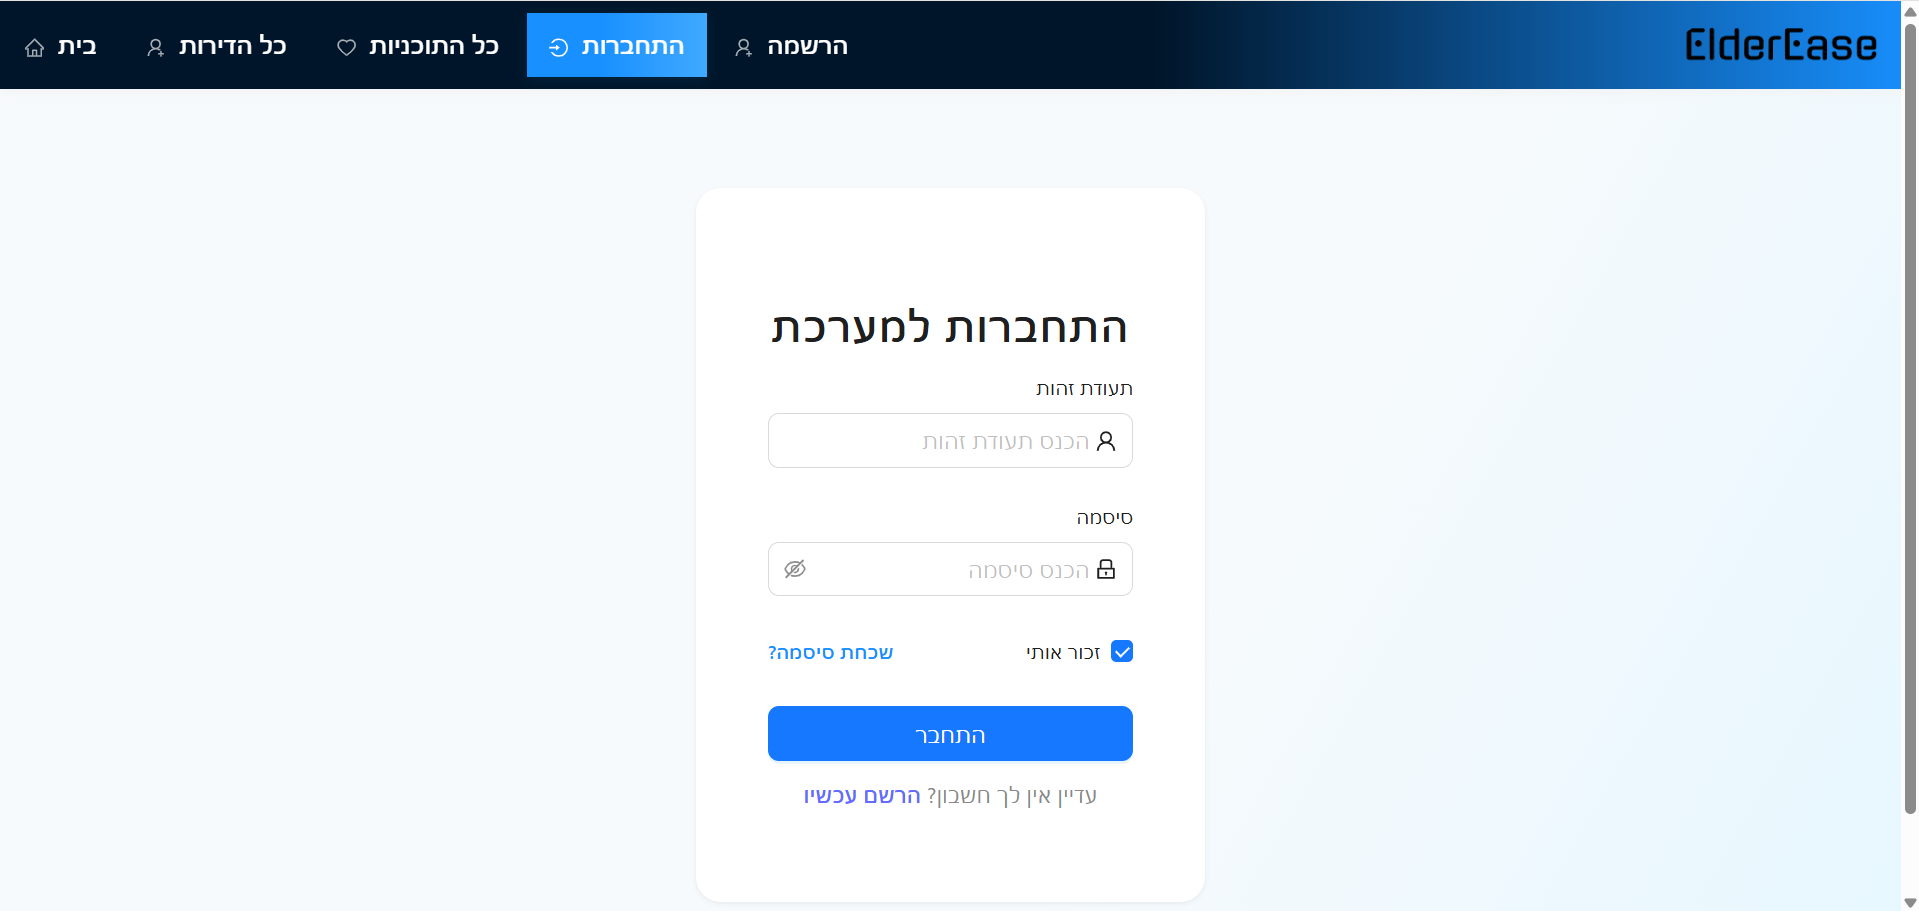 ElderEase
בית
כל הדירות
כל התוכניות
התחברות
הרשמה
התחברות למערכת
תעודת זהות
הכנס תעודת זהות
סיסמה
הכנס סיסמה
זכור אותי
שכחת סיסמה?
התחבר
עדיין אין לך חשבון? הרשם עכשיו